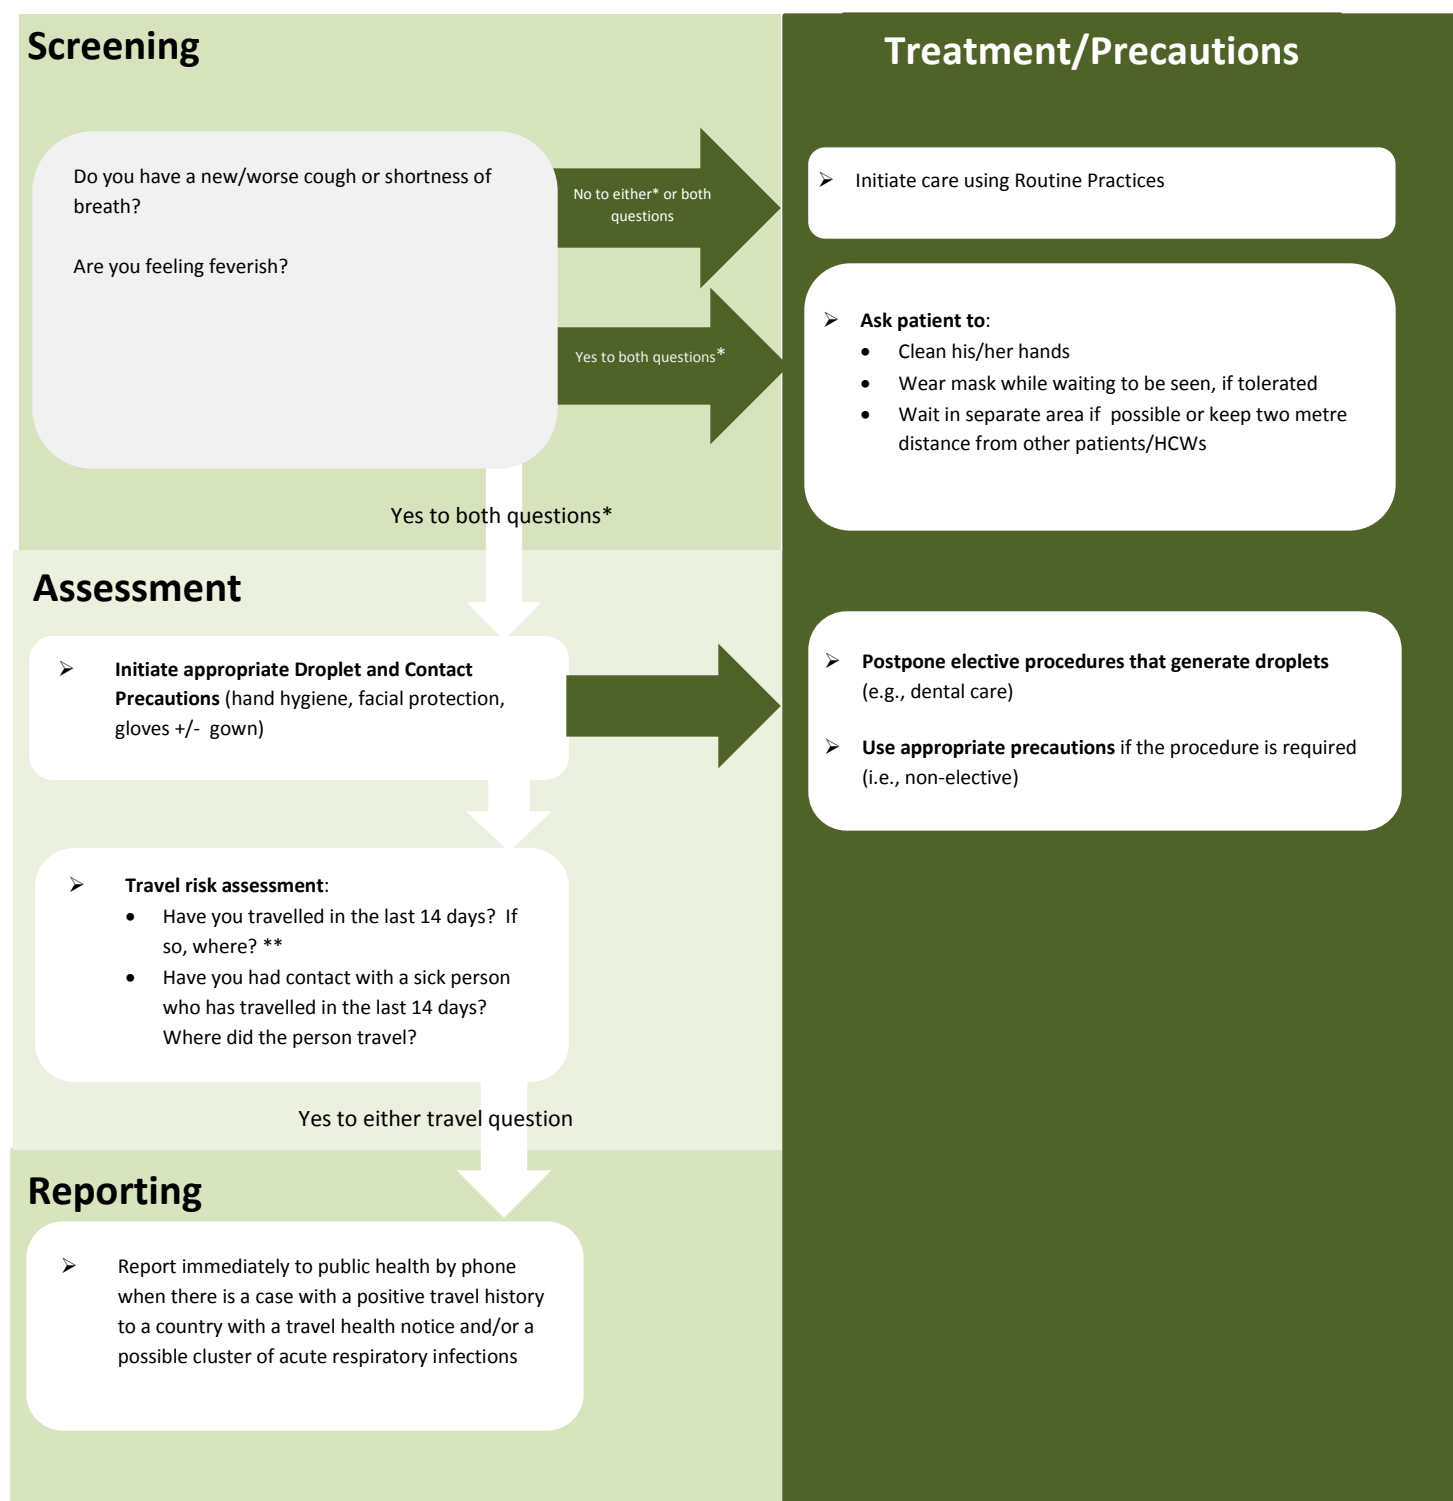 Screening
Treatment/Precautions
Do you have a new/worse cough or shortness of
breath?
Are you feeling feverish?
No to either* or both
questions
➢ Initiate care using Routine Practices
Yes to both questions*
➢ Ask patient to:
• Clean his/her hands
• Wear mask while waiting to be seen, if tolerated
• Wait in separate area if possible or keep two metre
distance from other patients/HCWs
Yes to both questions*
Assessment
➢ Initiate appropriate Droplet and Contact
Precautions (hand hygiene, facial protection,
gloves +/- gown)
➢ Postpone elective procedures that generate droplets
(e.g., dental care)
➢ Use appropriate precautions if the procedure is required
(i.e., non-elective)
➢ Travel risk assessment:
• Have you travelled in the last 14 days? If
so, where? **
• Have you had contact with a sick person
who has travelled in the last 14 days?
Where did the person travel?
Yes to either travel question
Reporting
➢ Report immediately to public health by phone
when there is a case with a positive travel history
to a country with a travel health notice and/or a
possible cluster of acute respiratory infections